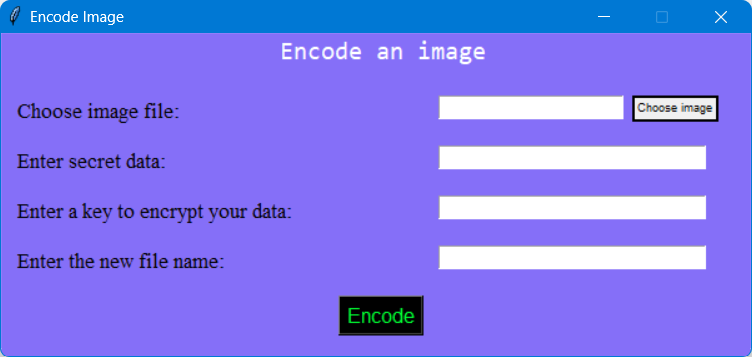 Encode Image
Encode an image
Choose image file:
Choose image
Enter secret data:
Enter a key to encrypt your data:
Enter the new file name:
Encode